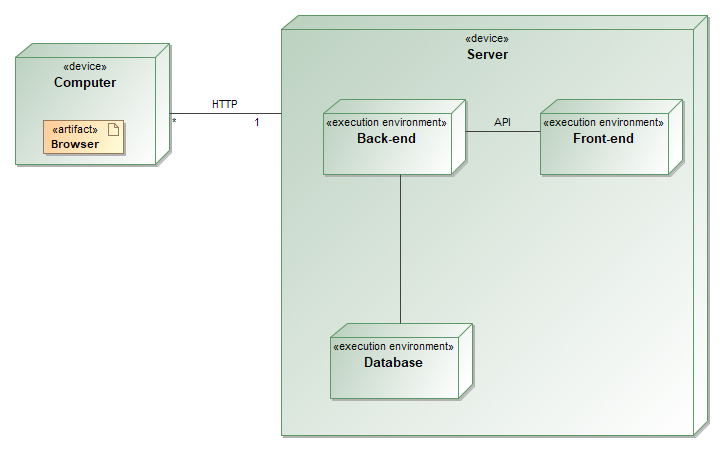 «device»
Computer
«artifact»
Browser
HTTP
*
1
«device»
Server
«execution environment»
Back-end
API
«execution environment»
Front-end
«execution environment»
Database